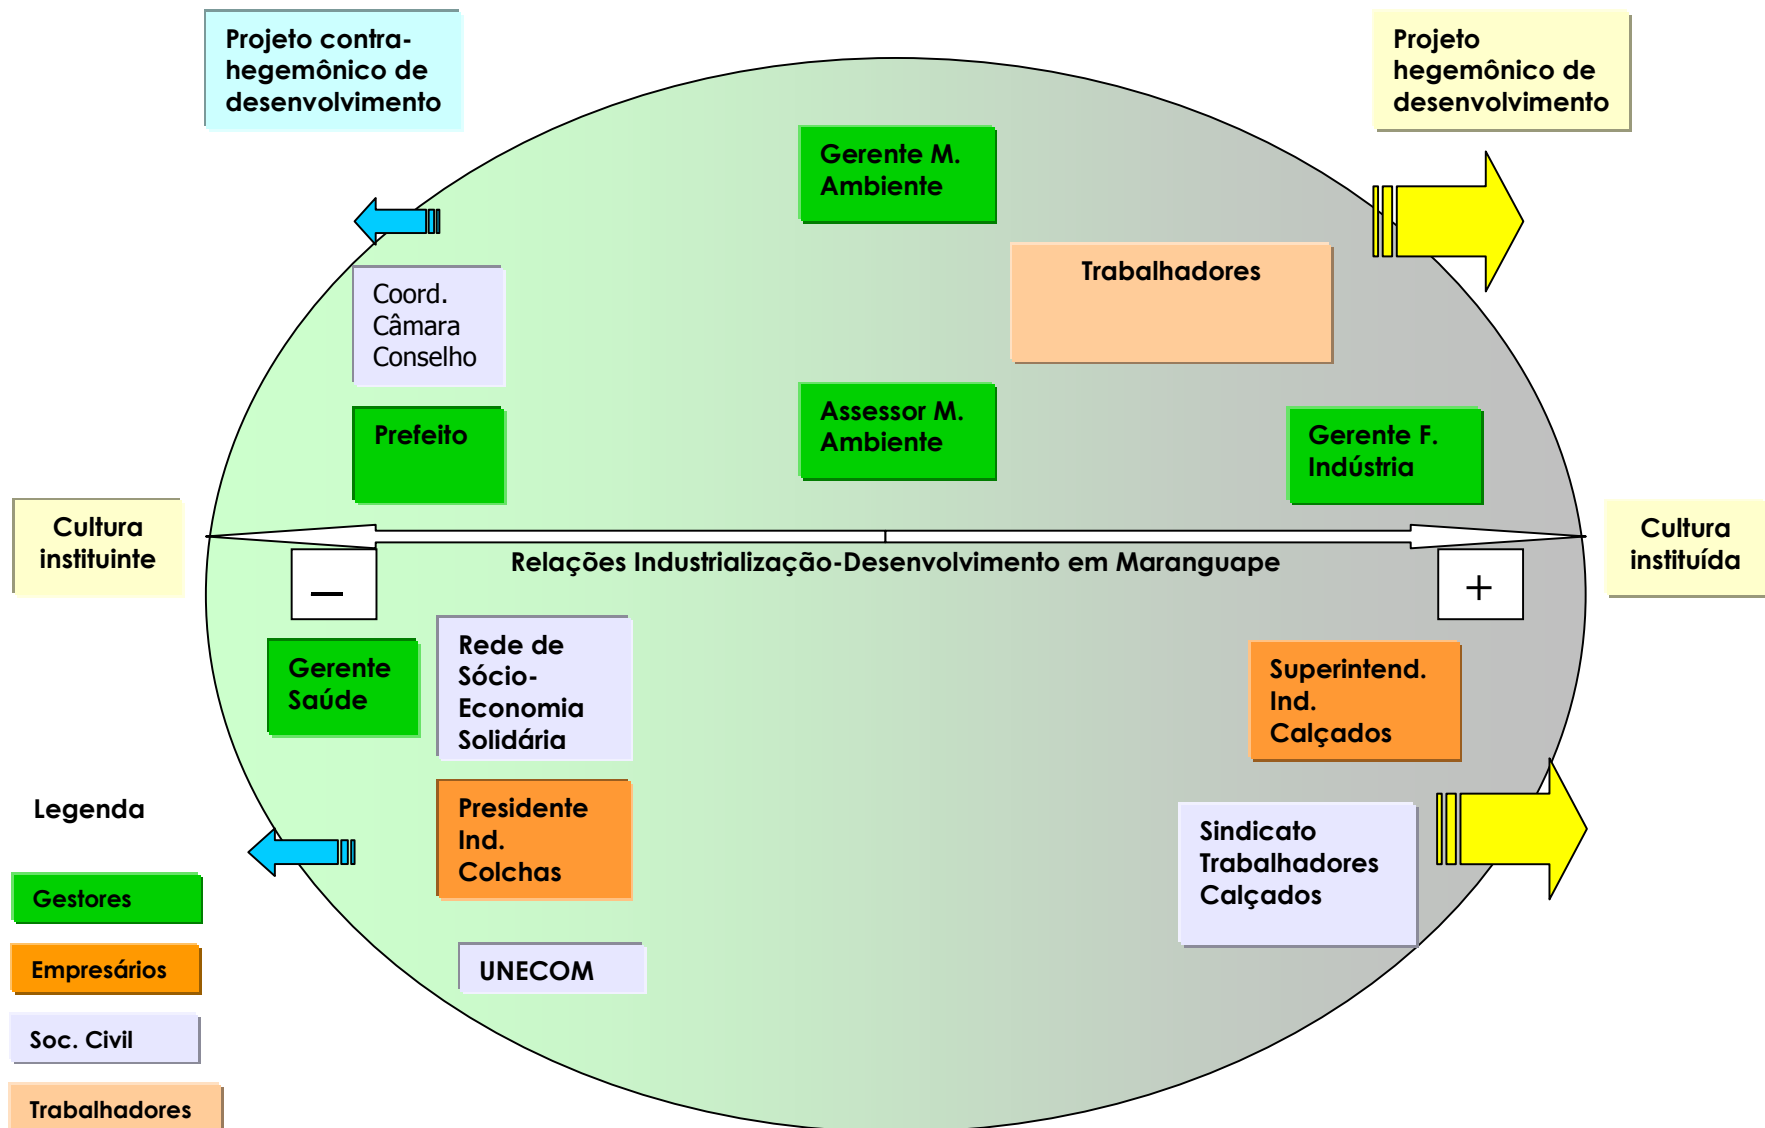 Projeto contra-
hegemônico de
desenvolvimento
Projeto
hegemônico de
desenvolvimento
Gerente M.
Ambiente
Trabalhadores
Coord.
Câmara
Conselho
Prefeito
Assessor M.
Ambiente
Gerente F.
Indústria
Cultura
instituinte
Cultura
instituída
Relações Industrialização-Desenvolvimento em Maranguape
–
+
Gerente
Saúde
Rede de
Sócio-
Economia
Solidária
Superintend.
Ind.
Calçados
Presidente
Ind.
Colchas
Sindicato
Trabalhadores
Calçados
UNECOM
Legenda
Gestores
Empresários
Soc. Civil
Trabalhadores